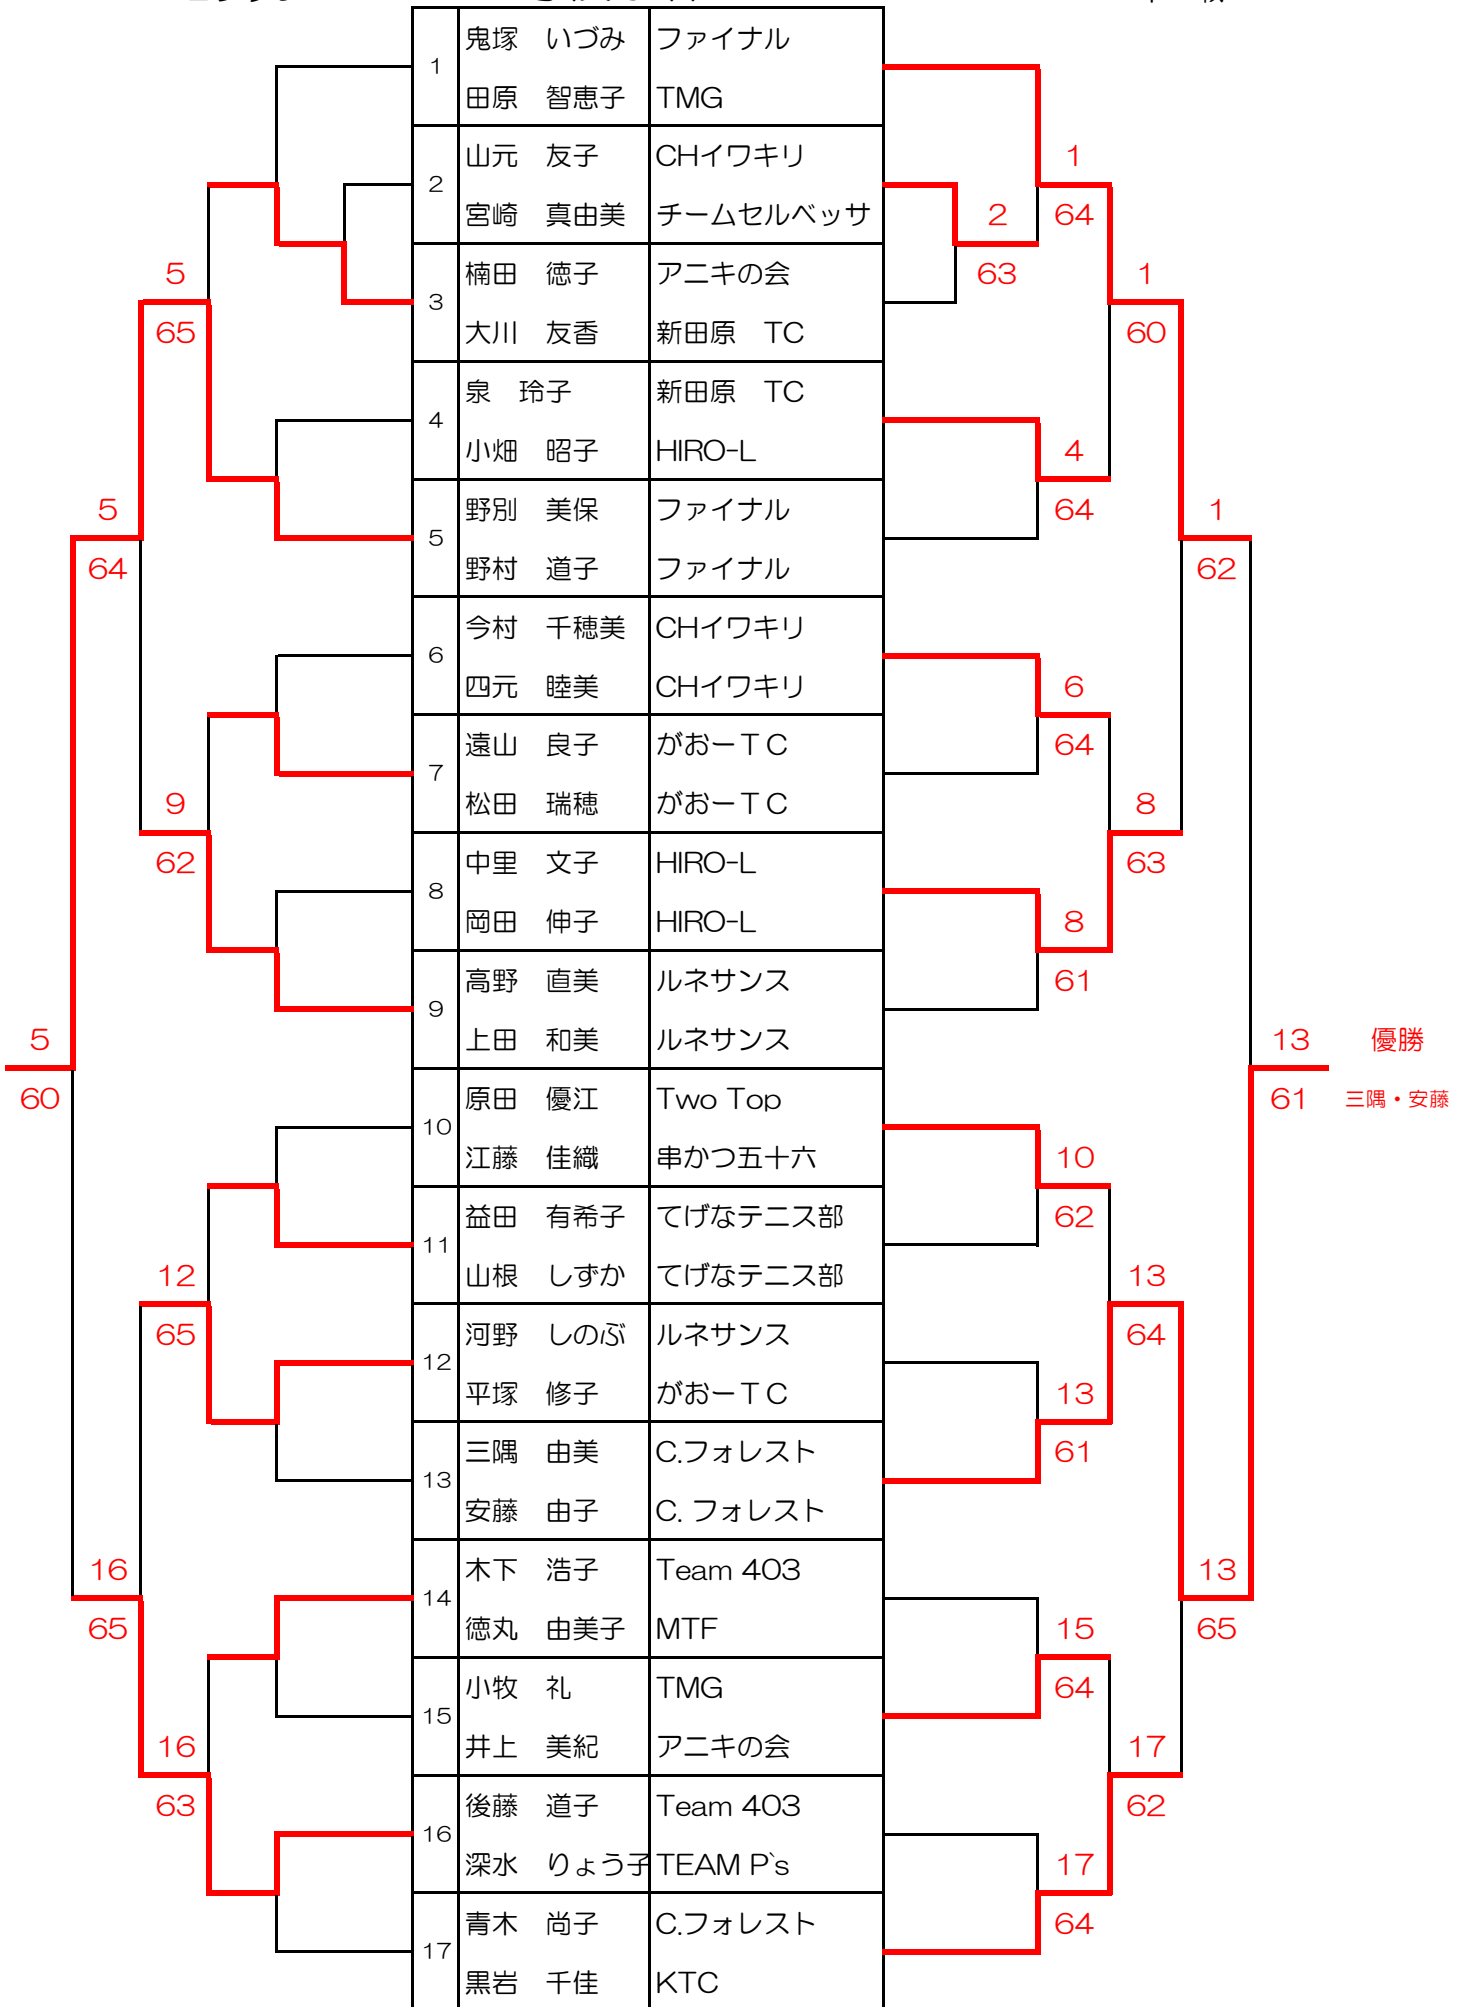 1 鬼塚 いづみ ファイナル
田原 智恵子 TMG
2 山元 友子 CHイワキリ
宮崎 真由美 チームセルベッサ
3 楠田 徳子 アニキの会
大川 友香 新田原 TC
4 泉 玲子 新田原 TC
小畑 昭子 HIRO-L
5 野別 美保 ファイナル
野村 道子 ファイナル
6 今村 千穂美 CHイワキリ
四元 睦美 CHイワキリ
7 遠山 良子 がおーTC
松田 瑞穂 がおーTC
8 中里 文子 HIRO-L
岡田 伸子 HIRO-L
9 高野 直美 ルネサンス
上田 和美 ルネサンス
10 原田 優江 Two Top
江藤 佳織 串かつ五十六
11 益田 有希子 てげなテニス部
山根 しずか てげなテニス部
12 河野 しのぶ ルネサンス
平塚 修子 がおーTC
13 三隅 由美 C.フォレスト
安藤 由子 C. フォレスト
14 木下 浩子 Team 403
徳丸 由美子 MTF
15 小牧 礼 TMG
井上 美紀 アニキの会
16 後藤 道子 Team 403
深水 りょう子 TEAM P`s
17 青木 尚子 C.フォレスト
黒岩 千佳 KTC
5
65
5
64
9
62
5
60
12
65
16
65
16
63
1
64
2
63
1
60
4
64
1
62
6
64
8
63
8
61
13 優勝
61 三隅・安藤
10
62
13
64
13
61
13
65
15
64
17
62
17
64